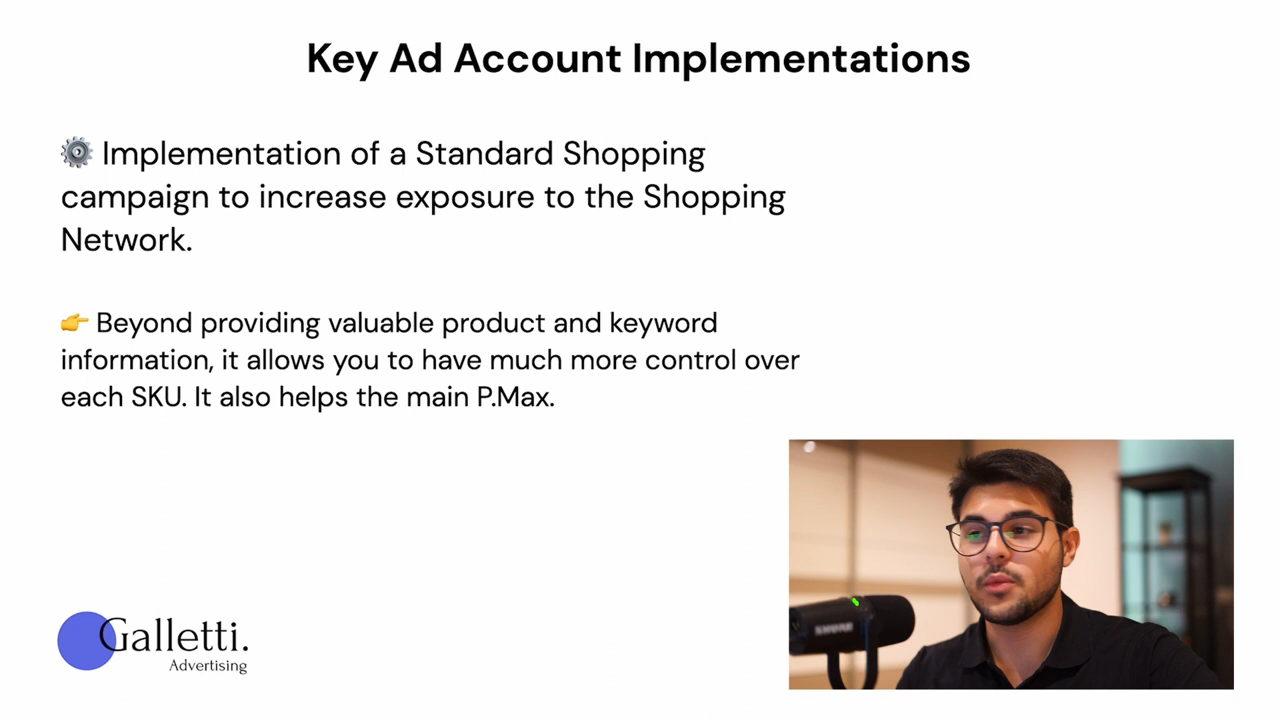 Key Ad Account Implementations
⚙️ Implementation of a Standard Shopping
campaign to increase exposure to the Shopping
Network.
👉 Beyond providing valuable product and keyword
information, it allows you to have much more control over
each SKU. It also helps the main P.Max.
SHURE
Galletti.
Advertising